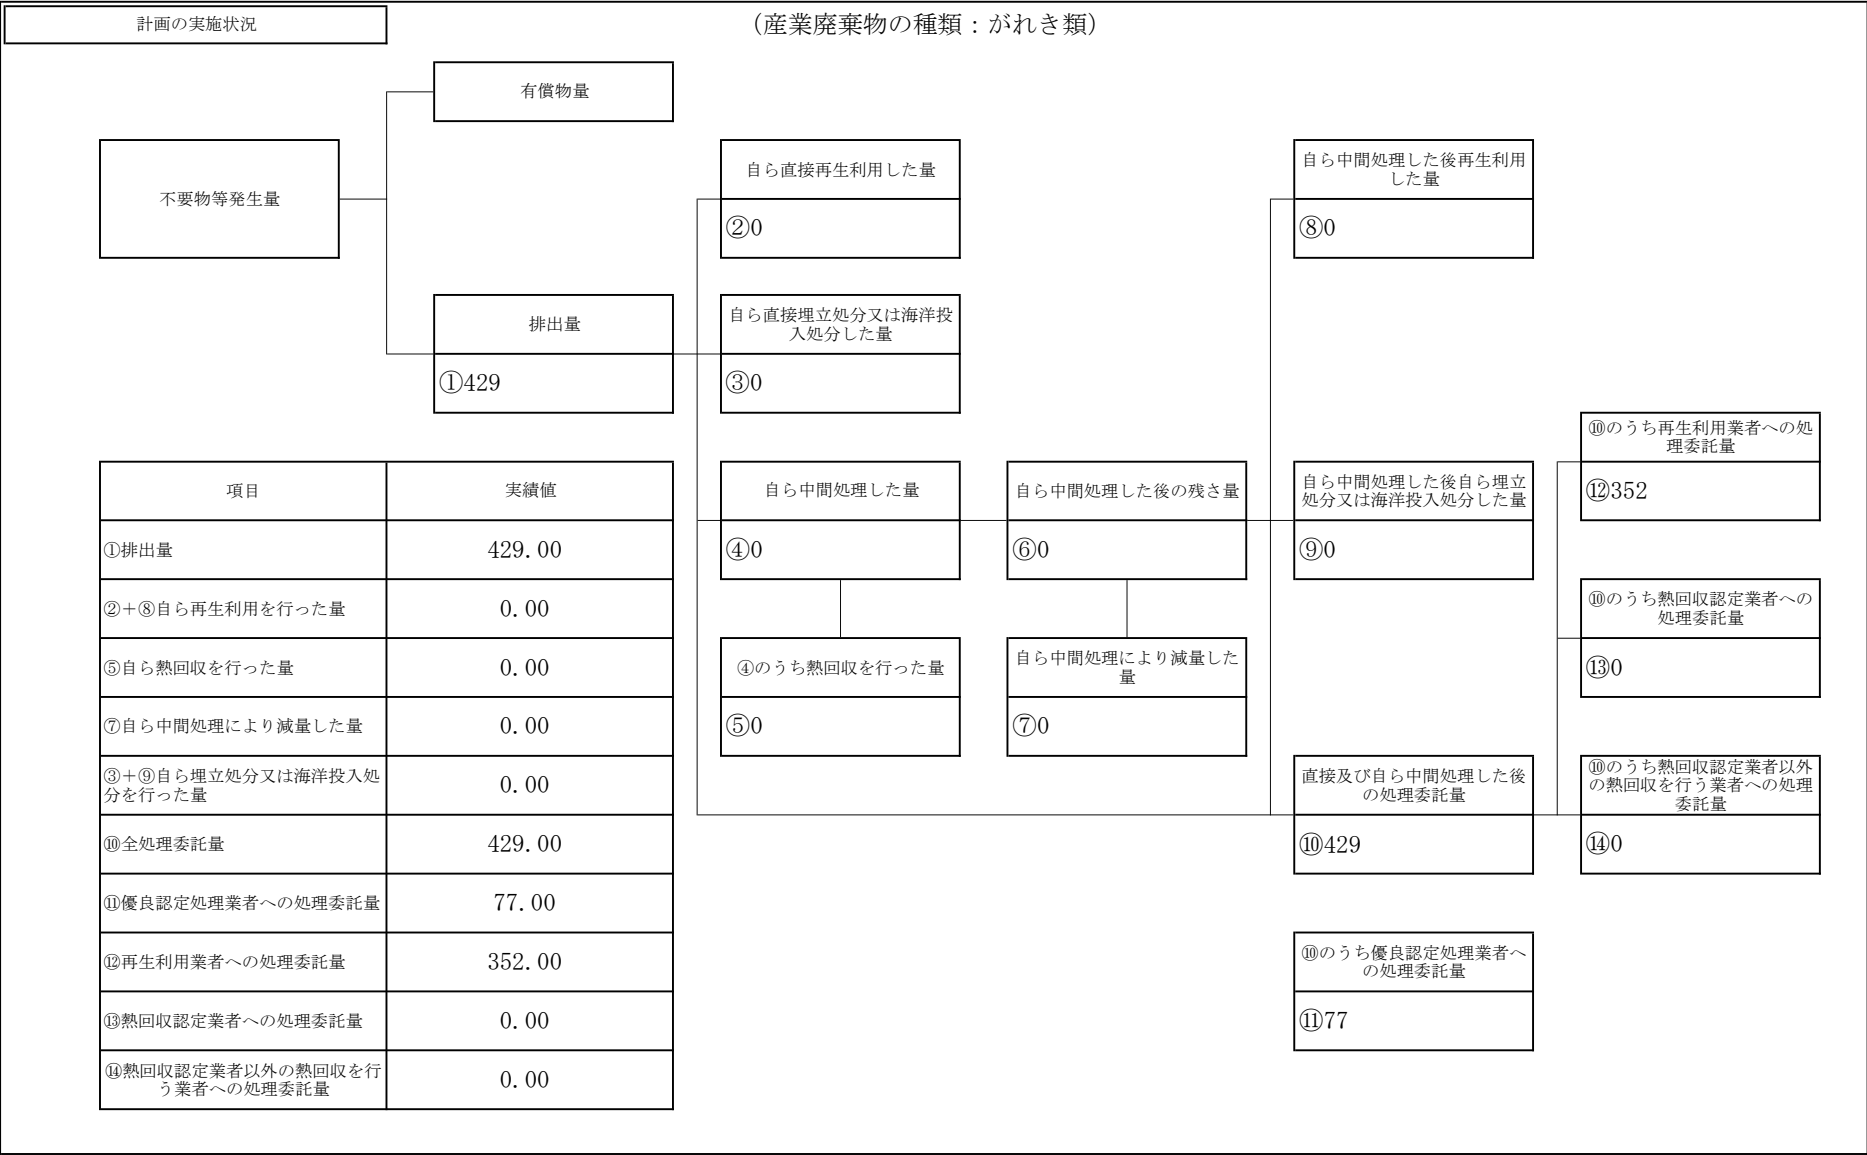 計画の実施状況
（産業廃棄物の種類：がれき類）
有償物量
不要物等発生量
排出量
①429
自ら直接再生利用した量
②0
自ら直接埋立処分又は海洋投
入処分した量
③0
自ら中間処理した後再生利用
した量
⑧0
項目
実績値
①排出量
429.00
②＋⑧自ら再生利用を行った量
0.00
⑤自ら熱回収を行った量
0.00
⑦自ら中間処理により減量した量
0.00
③＋⑨自ら埋立処分又は海洋投入処
分を行った量
0.00
⑩全処理委託量
429.00
⑪優良認定処理業者への処理委託量
77.00
⑫再生利用業者への処理委託量
352.00
⑬熱回収認定業者への処理委託量
0.00
⑭熱回収認定業者以外の熱回収を行
う業者への処理委託量
0.00
自ら中間処理した量
④0
④のうち熱回収を行った量
⑤0
自ら中間処理した後の残さ量
⑥0
自ら中間処理により減量した
量
⑦0
自ら中間処理した後自ら埋立
処分又は海洋投入処分した量
⑨0
直接及び自ら中間処理した後
の処理委託量
⑩429
⑩のうち優良認定処理業者へ
の処理委託量
⑪77
⑩のうち再生利用業者への処
理委託量
⑫352
⑩のうち熱回収認定業者への
処理委託量
⑬0
⑩のうち熱回収認定業者以外
の熱回収を行う業者への処理
委託量
⑭0